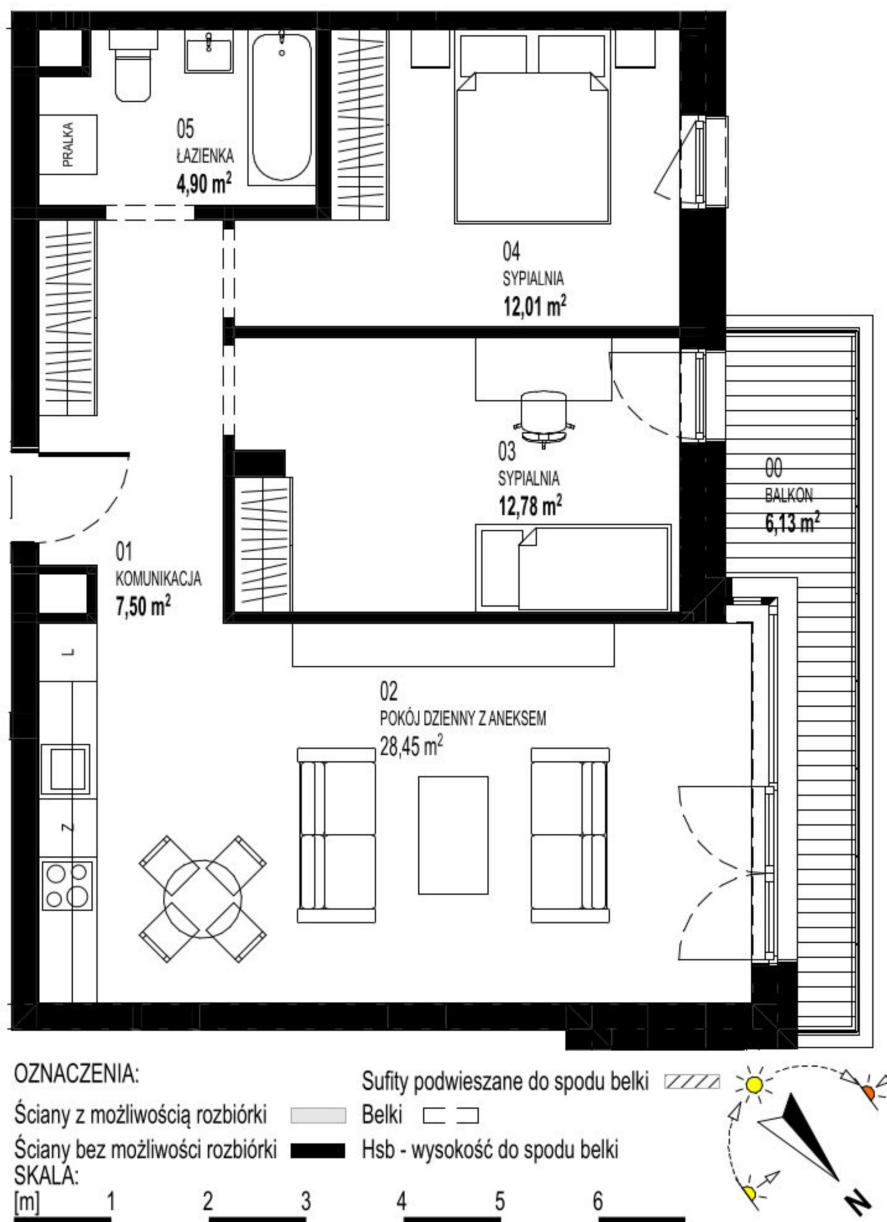 05
ŁAZIENKA
4,90 m²
PRALKA
04
SYPIALNIA
12,01 m²
03
SYPIALNIA
12,78 m²
00
BALKON
6,13 m²
01
KOMUNIKACJA
7,50 m²
L
02
POKÓJ DZIENNY Z ANEKSEM
28,45 m²
Z
OZNACZENIA:
Sufity podwieszane do spodu belki
Ściany z możliwością rozbiórki
Belki
Ściany bez możliwości rozbiórki
Hsb - wysokość do spodu belki
SKALA:
[m] 1 2 3 4 5 6
N